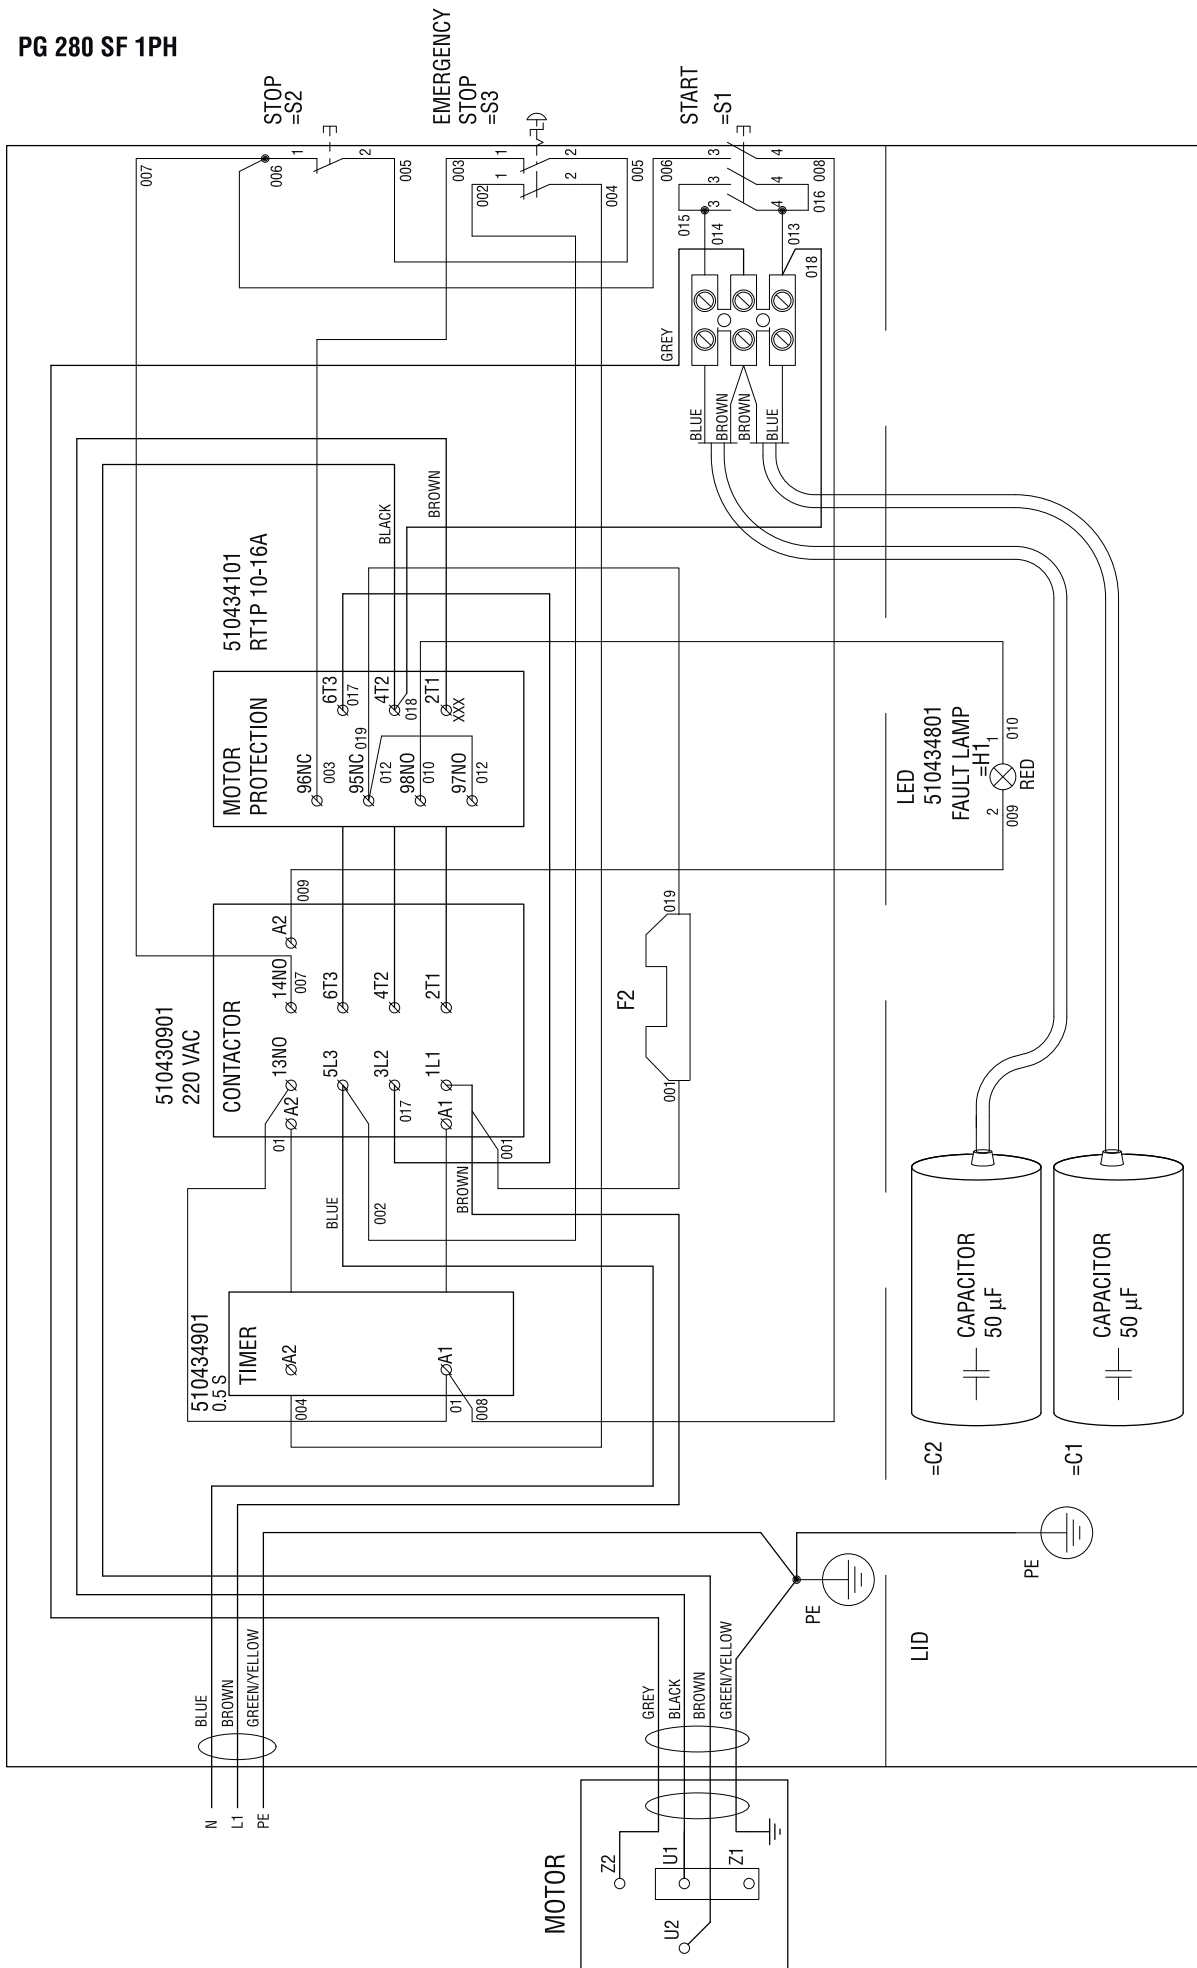 PG 280 SF 1PH
STOP
=S2
EMERGENCY
STOP
=S3
START
=S1
007
006
1
2
005
003
002
1
1
2
2
005
004
006
3
3
3
4
4
4
008
016
015
014
013
018
GREY
BLUE
BROWN
BROWN
BLUE
BLACK
BROWN
510434101
RT1P 10-16A
MOTOR
PROTECTION
96NC
003
95NC
019
012
98NO
010
97NO
012
6T3
017
4T2
018
2T1
XXX
LED
510434801
FAULT LAMP
=H1
1
010
2
009
RED
510430901
220 VAC
CONTACTOR
A2
009
14NO
007
6T3
4T2
2T1
13NO
5L3
3L2
017
1L1
A2
01
A1
001
F2
019
001
BLUE
002
BROWN
510434901
0.5 S
TIMER
A2
A1
004
01
008
CAPACITOR
50 µF
=C2
CAPACITOR
50 µF
=C1
PE
PE
LID
BLUE
BROWN
GREEN/YELLOW
N
L1
PE
GREY
BLACK
BROWN
GREEN/YELLOW
MOTOR
Z2
U1
Z1
U2